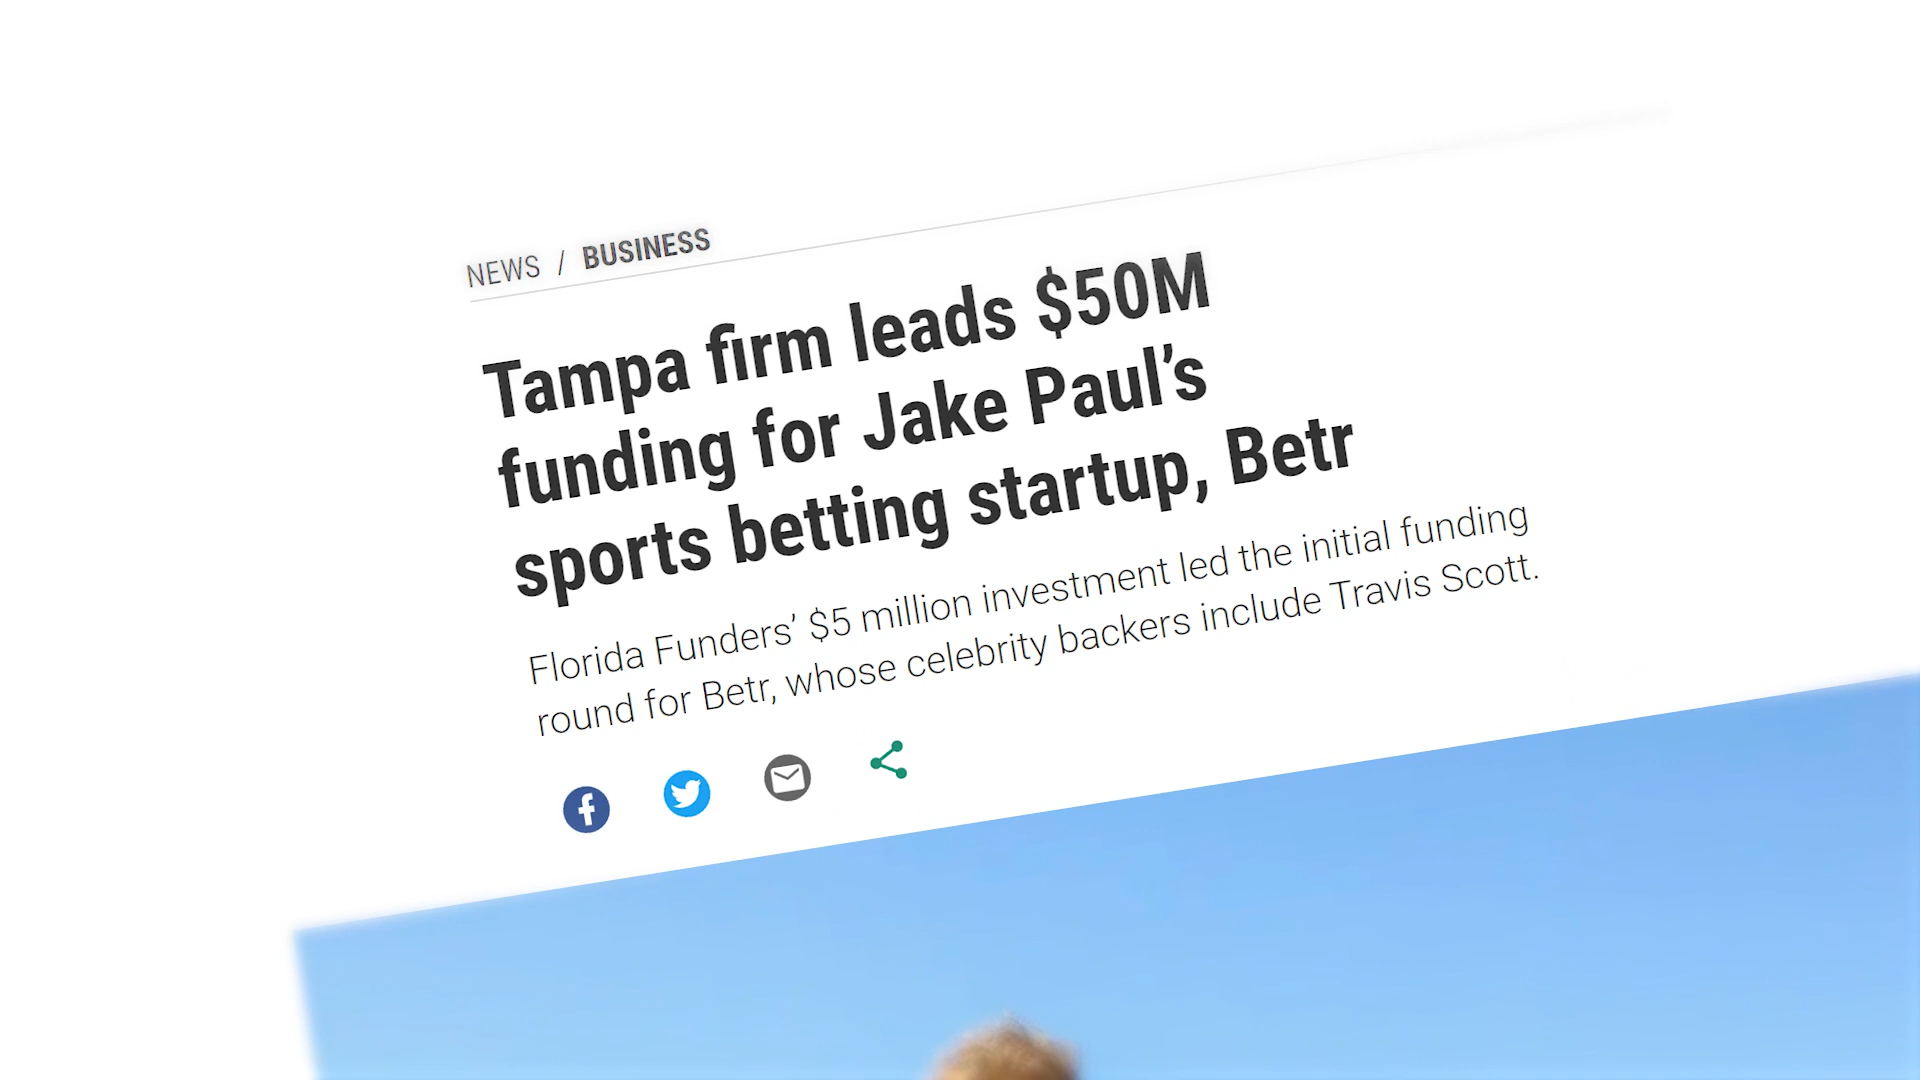 NEWS / BUSINESS
Tampa firm leads $50M
funding for Jake Paul’s
sports betting startup, Betr
Florida Funders’ $5 million investment led the initial funding
round for Betr, whose celebrity backers include Travis Scott.